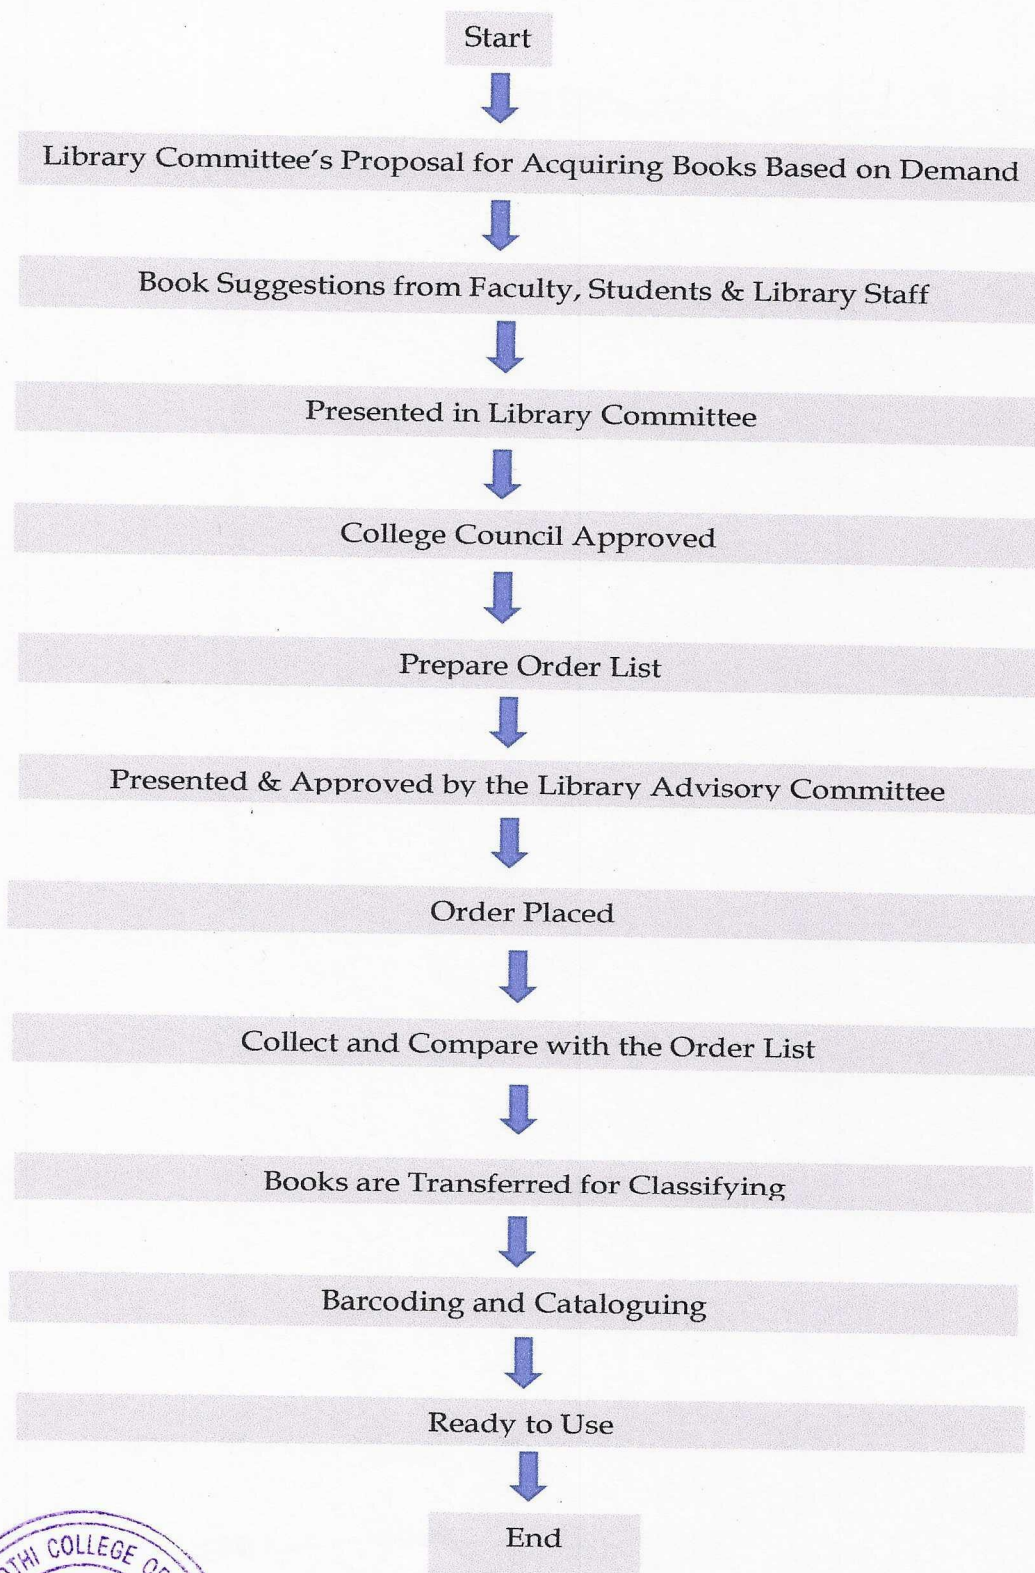 Start
Library Committee's Proposal for Acquiring Books Based on Demand
Book Suggestions from Faculty, Students & Library Staff
Presented in Library Committee
College Council Approved
Prepare Order List
Presented & Approved by the Library Advisory Committee
Order Placed
Collect and Compare with the Order List
Books are Transferred for Classifying
Barcoding and Cataloguing
Ready to Use
End
COLLEGE